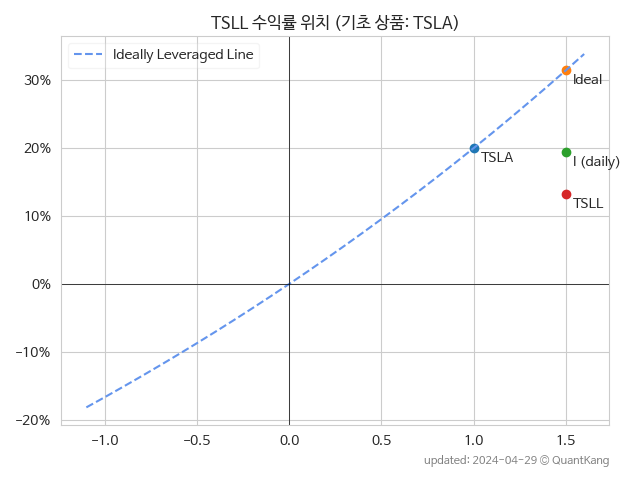 TSLL 수익률 위치 (기초 상품: TSLA)
Ideally Leveraged Line
30%
20%
10%
0%
−10%
−20%
Ideal
TSLA
I (daily)
TSLL
−1.0
−0.5
0.0
0.5
1.0
1.5
updated: 2024-04-29 © QuantKang